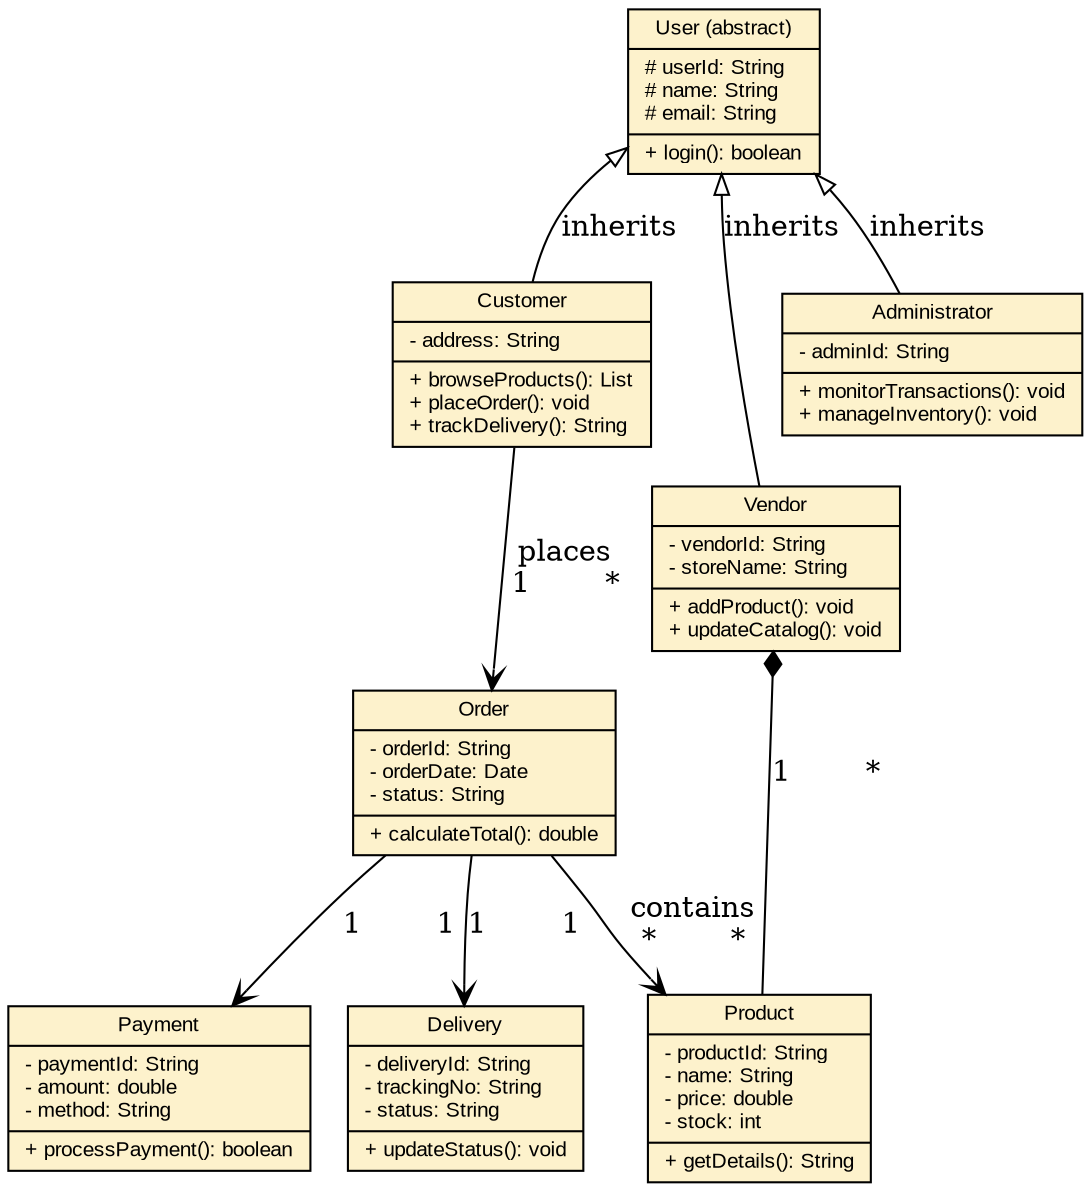 User (abstract)
# userId: String
# name: String
# email: String
+ login(): boolean
inherits
inherits
inherits
Customer
- address: String
+ browseProducts(): List
+ placeOrder(): void
+ trackDelivery(): String
Administrator
- adminId: String
+ monitorTransactions(): void
+ manageInventory(): void
Vendor
- vendorId: String
- storeName: String
+ addProduct(): void
+ updateCatalog(): void
places
1 *
Order
- orderId: String
- orderDate: Date
- status: String
+ calculateTotal(): double
1 *
1 1
1 1
contains
* *
Payment
- paymentId: String
- amount: double
- method: String
+ processPayment(): boolean
Delivery
- deliveryId: String
- trackingNo: String
- status: String
+ updateStatus(): void
Product
- productId: String
- name: String
- price: double
- stock: int
+ getDetails(): String